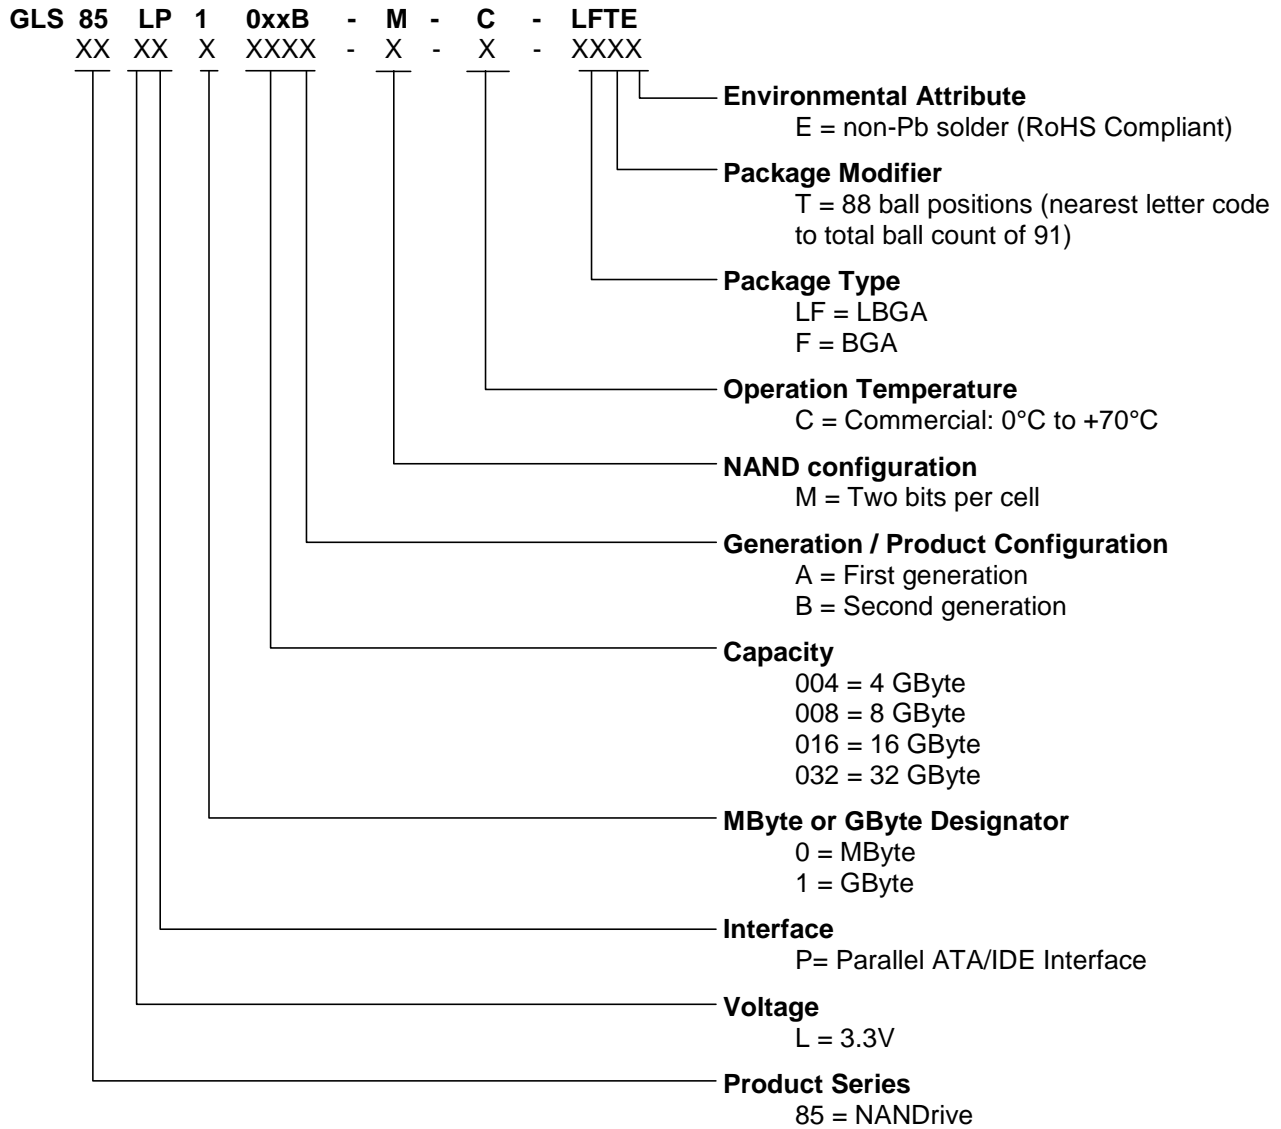 GLS 85 LP 1 0xxB - M - C - LFTE
XX XX X XXXX - X - X - XXXX
Environmental Attribute
E = non-Pb solder (RoHS Compliant)
Package Modifier
T = 88 ball positions (nearest letter code
to total ball count of 91)
Package Type
LF = LBGA
F = BGA
Operation Temperature
C = Commercial: 0°C to +70°C
NAND configuration
M = Two bits per cell
Generation / Product Configuration
A = First generation
B = Second generation
Capacity
004 = 4 GByte
008 = 8 GByte
016 = 16 GByte
032 = 32 GByte
MByte or GByte Designator
0 = MByte
1 = GByte
Interface
P= Parallel ATA/IDE Interface
Voltage
L = 3.3V
Product Series
85 = NANDrive